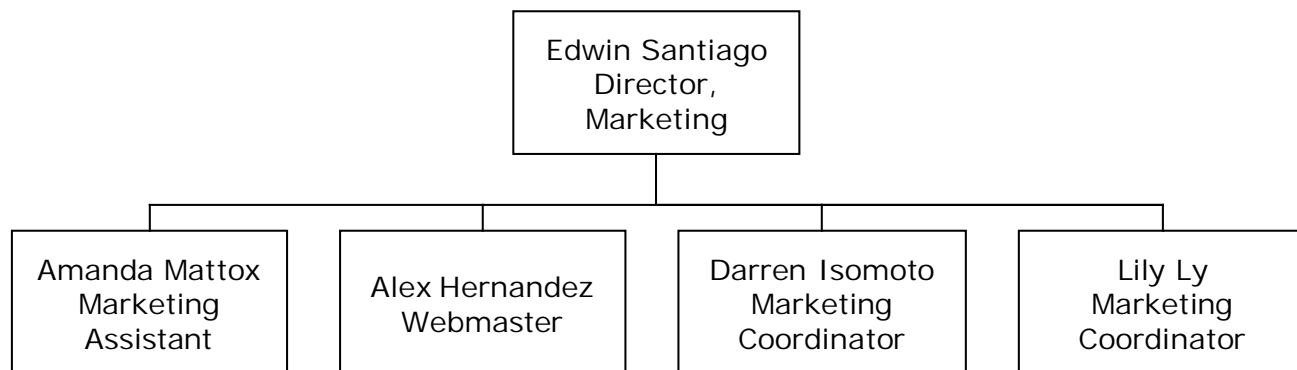 Edwin Santiago
Director,
Marketing
Amanda Mattox
Marketing
Assistant
Alex Hernandez
Webmaster
Darren Isomoto
Marketing
Coordinator
Lily Ly
Marketing
Coordinator